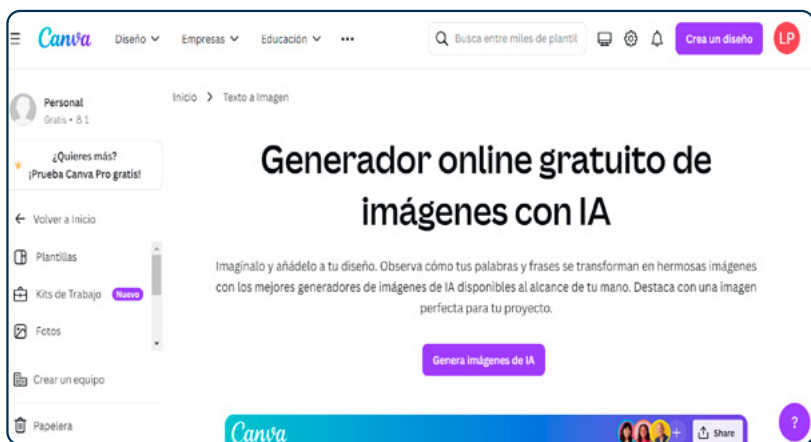 Canva
Diseño
Empresas
Educación
•••
Busca entre miles de plantil
Crea un diseño
LP
Personal
Gratis • 1
¿Quieres más?
¡Prueba Canva Pro gratis!
Volver a Inicio
Plantillas
Kits de Trabajo Nuevo
Fotos
Crear un equipo
Papelera
Inicio > Texto a Imagen
Generador online gratuito de
imágenes con IA
Imagínalo y añádelo a tu diseño. Observa cómo tus palabras y frases se transforman en hermosas imágenes
con los mejores generadores de imágenes de IA disponibles al alcance de tu mano. Destaca con una imagen
perfecta para tu proyecto.
Genera imágenes de IA
Canva
+
Share
?